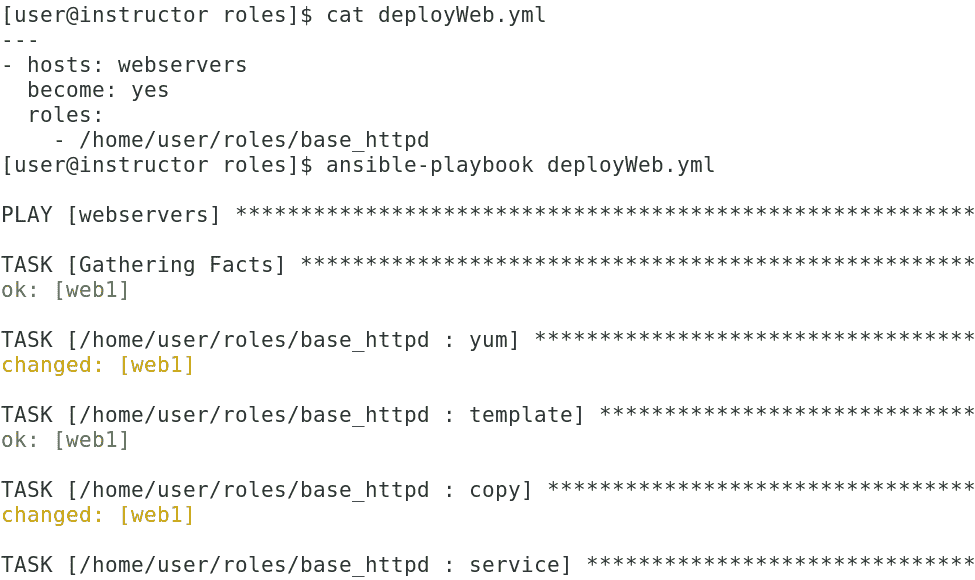 [user@instructor roles]$ cat deployWeb.yml
---
- hosts: webservers
  become: yes
  roles:
    - /home/user/roles/base_httpd
[user@instructor roles]$ ansible-playbook deployWeb.yml

PLAY [webservers] *********************************************************

TASK [Gathering Facts] ****************************************************
ok: [web1]

TASK [/home/user/roles/base_httpd : yum] **********************************
changed: [web1]

TASK [/home/user/roles/base_httpd : template] *****************************
ok: [web1]

TASK [/home/user/roles/base_httpd : copy] *********************************
changed: [web1]

TASK [/home/user/roles/base_httpd : service] ******************************